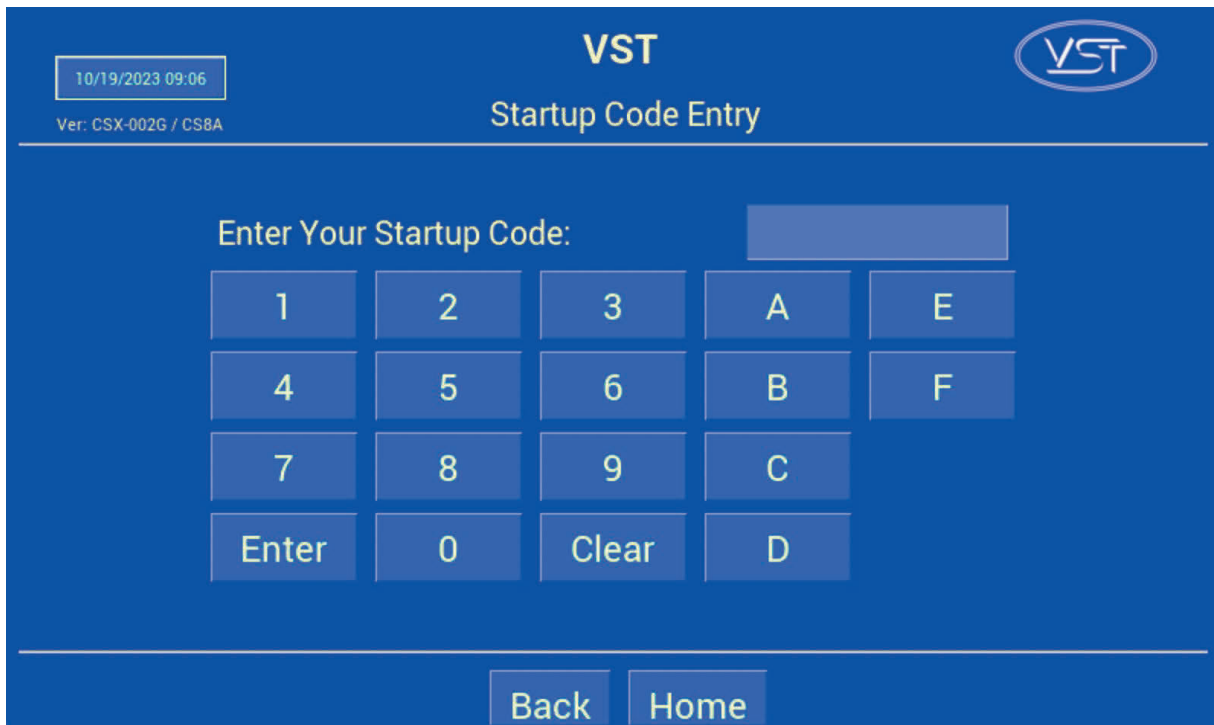 VST
VST
10/19/2023 09:06
Ver: CSX-002G / CS8A
Startup Code Entry
Enter Your Startup Code:
1 2 3 A E
4 5 6 B F
7 8 9 C
Enter 0 Clear D
Back Home